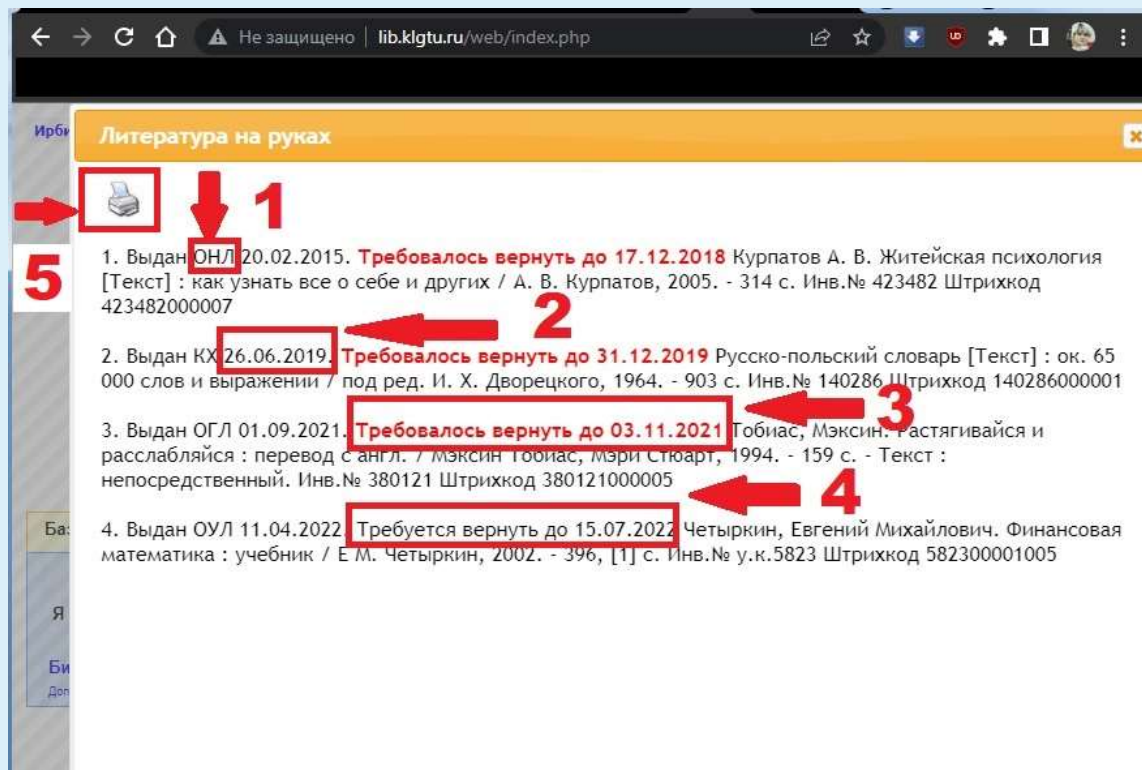 Не защищено | lib.klgtu.ru/web/index.php
Ирби
Литература на руках
1
5
1. Выдан ОНЛ 20.02.2015. Требовалось вернуть до 17.12.2018 Курпатов А. В. Житейская психология
[Текст] : как узнать все о себе и других / А. В. Курпатов, 2005. - 314 с. Инв.№ 423482 Штрихкод
423482000007
2
2. Выдан КХ 26.06.2019. Требовалось вернуть до 31.12.2019 Русско-польский словарь [Текст] : ок. 65
000 слов и выражений / под ред. И. Х. Дворецкого, 1964. - 903 с. Инв.№ 140286 Штрихкод 140286000001
3
3. Выдан ОГЛ 01.09.2021. Требовалось вернуть до 03.11.2021 Тобиас, Мэксин. Растягивайся и
расслабляйся : перевод с англ. / Мэксин Тобиас, Мэри Стюарт, 1994. - 159 с. - Текст :
непосредственный. Инв.№ 380121 Штрихкод 380121000005
4
Баз
4. Выдан ОУЛ 11.04.2022. Требуется вернуть до 15.07.2022 Четыркин, Евгений Михайлович. Финансовая
математика : учебник / Е М. Четыркин, 2002. - 396, [1] с. Инв.№ у.к.5823 Штрихкод 582300001005
Я
Би
Доп